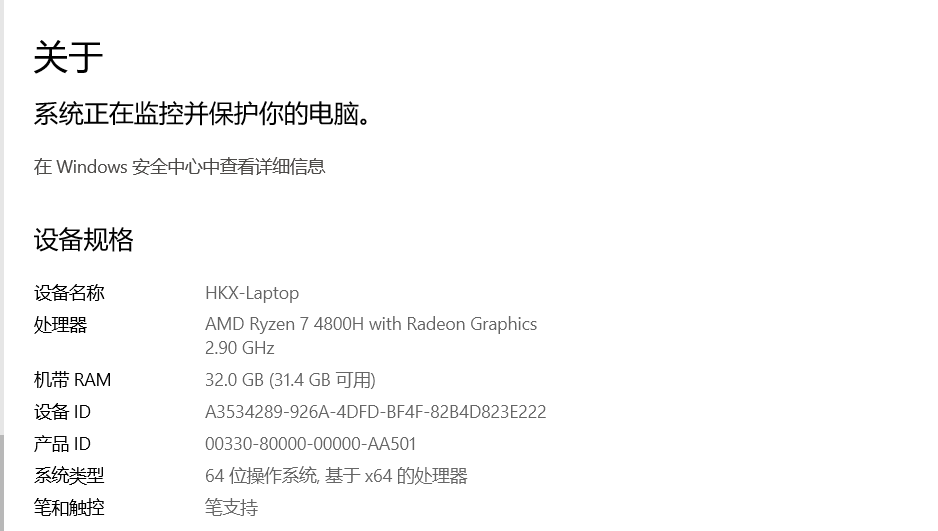 关于
系统正在监控并保护你的电脑。
在 Windows 安全中心中查看详细信息
设备规格
设备名称 HKX-Laptop
处理器 AMD Ryzen 7 4800H with Radeon Graphics
2.90 GHz
机带 RAM 32.0 GB (31.4 GB 可用)
设备 ID A3534289-926A-4DFD-BF4F-82B4D823E222
产品 ID 00330-80000-00000-AA501
系统类型 64 位操作系统, 基于 x64 的处理器
笔和触控 笔支持